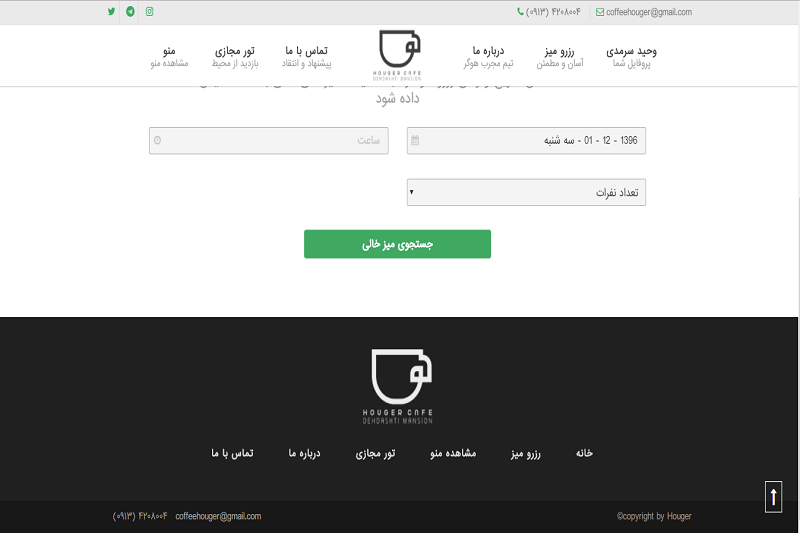 coffeehouger@gmail.com
(۰۹۱۳) ۴۲۰۸۰۰۴
وحید سرمدی
پروفایل شما
رزرو میز
آسان و مطمئن
درباره ما
تیم مجرب هوگر
HOUGER CAFE
DEHDASHTI MANSION
تماس با ما
پیشنهاد و انتقاد
تور مجازی
بازدید از محیط
منو
مشاهده منو
داده شود
1396 - 12 - 01 - سه شنبه
ساعت
تعداد نفرات
جستجوی میز خالی
HOUGER CAFE
DEHDASHTI MANSION
خانه
رزرو میز
مشاهده منو
تور مجازی
درباره ما
تماس با ما
(۰۹۱۳) ۴۲۰۸۰۰۴ coffeehouger@gmail.com
©copyright by Houger